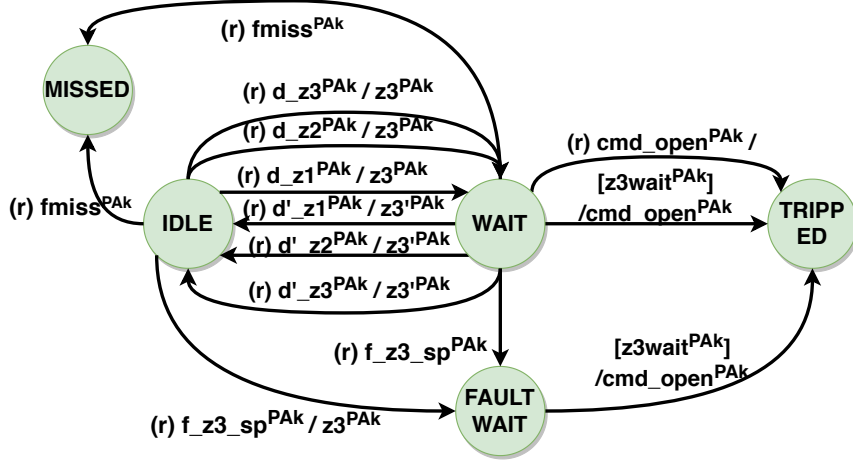 (r) fmiss^PAk
MISSED
(r) d_z3^PAk / z3^PAk
(r) d_z2^PAk / z3^PAk
(r) cmd_open^PAk /
(r) d_z1^PAk / z3^PAk
[z3wait^PAk]
(r) fmiss^PAk
IDLE
(r) d'_z1^PAk / z3'^PAk
WAIT
/cmd_open^PAk
TRIPP
ED
(r) d'_z2^PAk / z3'^PAk
(r) d'_z3^PAk / z3'^PAk
(r) f_z3_sp^PAk
[z3wait^PAk]
/cmd_open^PAk
FAULT
WAIT
(r) f_z3_sp^PAk / z3^PAk